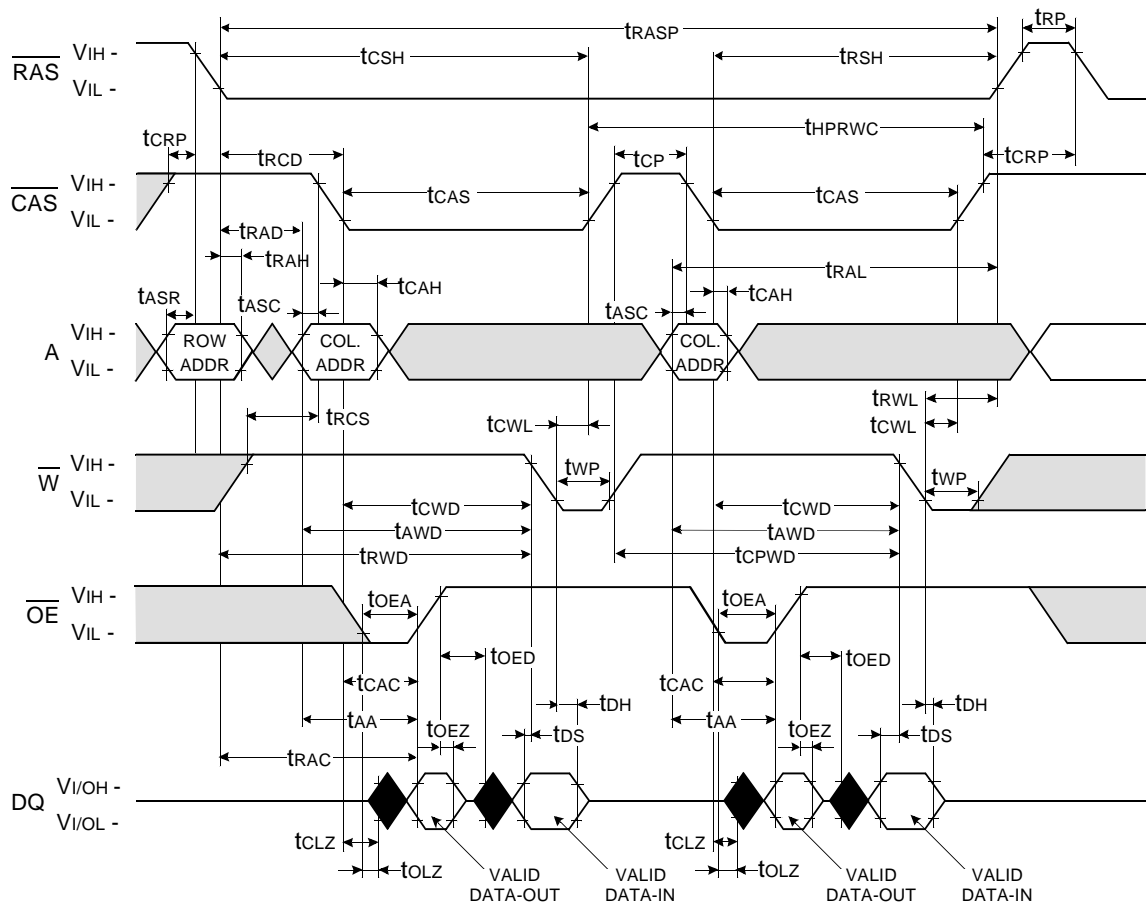 tRASP
tRP
tCSH
tRSH
RAS
VIH -
VIL -
tHPRWC
tCRP
tRCD
tCP
tCRP
CAS
VIH -
VIL -
tCAS
tCAS
tRAD
tRAH
tRAL
tCAH
tCAH
tASR
tASC
tASC
A
VIH -
VIL -
ROW
ADDR
COL.
ADDR
COL.
ADDR
tRCS
tRWL
tCWL
tCWL
W
VIH -
VIL -
tWP
tWP
tCWD
tCWD
tAWD
tAWD
tRWD
tCPWD
OE
VIH -
VIL -
tOEA
tOEA
tOED
tOED
tCAC
tCAC
tDH
tDH
tAA
tAA
tOEZ
tDS
tOEZ
tDS
tRAC
DQ
VI/OH -
VI/OL -
tCLZ
tCLZ
tOLZ
tOLZ
VALID
DATA-OUT
VALID
DATA-IN
VALID
DATA-OUT
VALID
DATA-IN